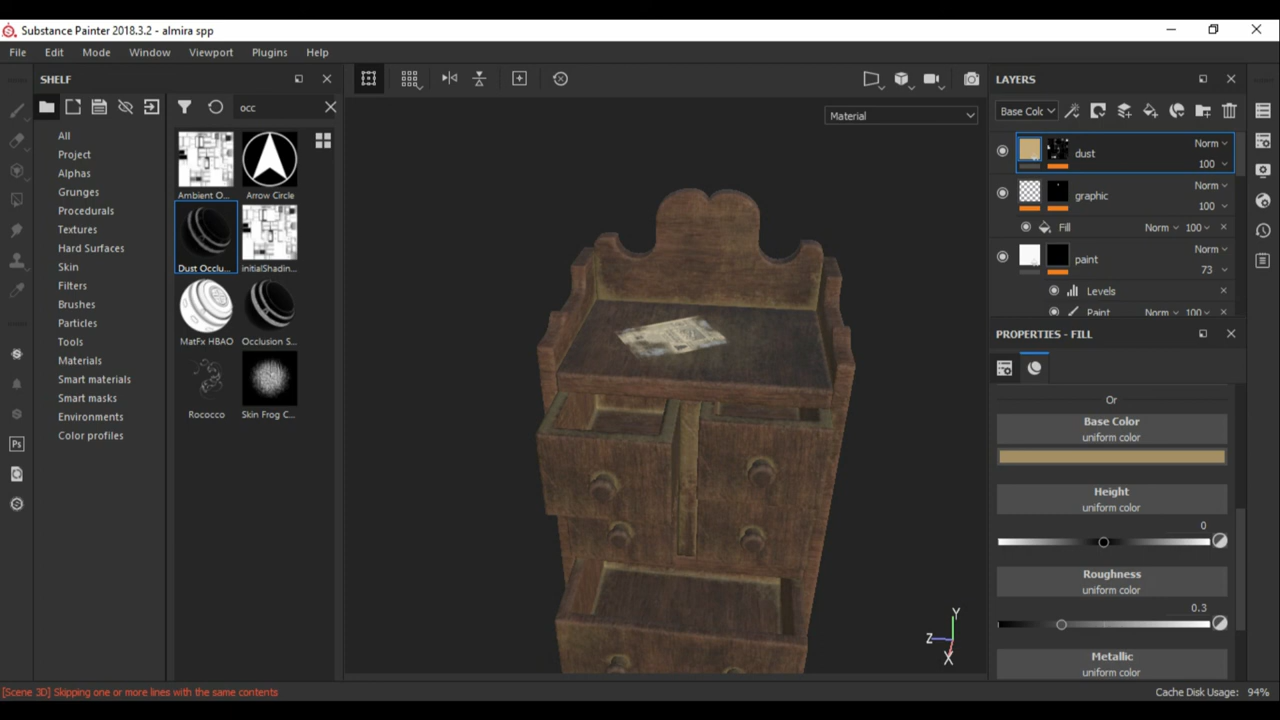 Substance Painter 2018.3.2 - almira spp
File Edit Mode Window Viewport Plugins Help
SHELF
occ
All
Project
Alphas
Grunges
Procedurals
Textures
Hard Surfaces
Skin
Filters
Brushes
Particles
Tools
Materials
Smart materials
Smart masks
Environments
Color profiles
Ambient O...
Arrow Circle
Dust Occlu...
initialShadin...
MatFx HBAO
Occlusion S...
Rococco
Skin Frog C...
Material
Y
Z
X
LAYERS
Base Colc
dust
Norm
100
graphic
Norm
100
Fill
Norm 100
paint
Norm
73
Levels
Paint Norm 100
PROPERTIES - FILL
Or
Base Color
uniform color
Height
uniform color
0
Roughness
uniform color
0.3
Metallic
uniform color
Ps
[Scene 3D] Skipping one or more lines with the same contents
Cache Disk Usage: 94%